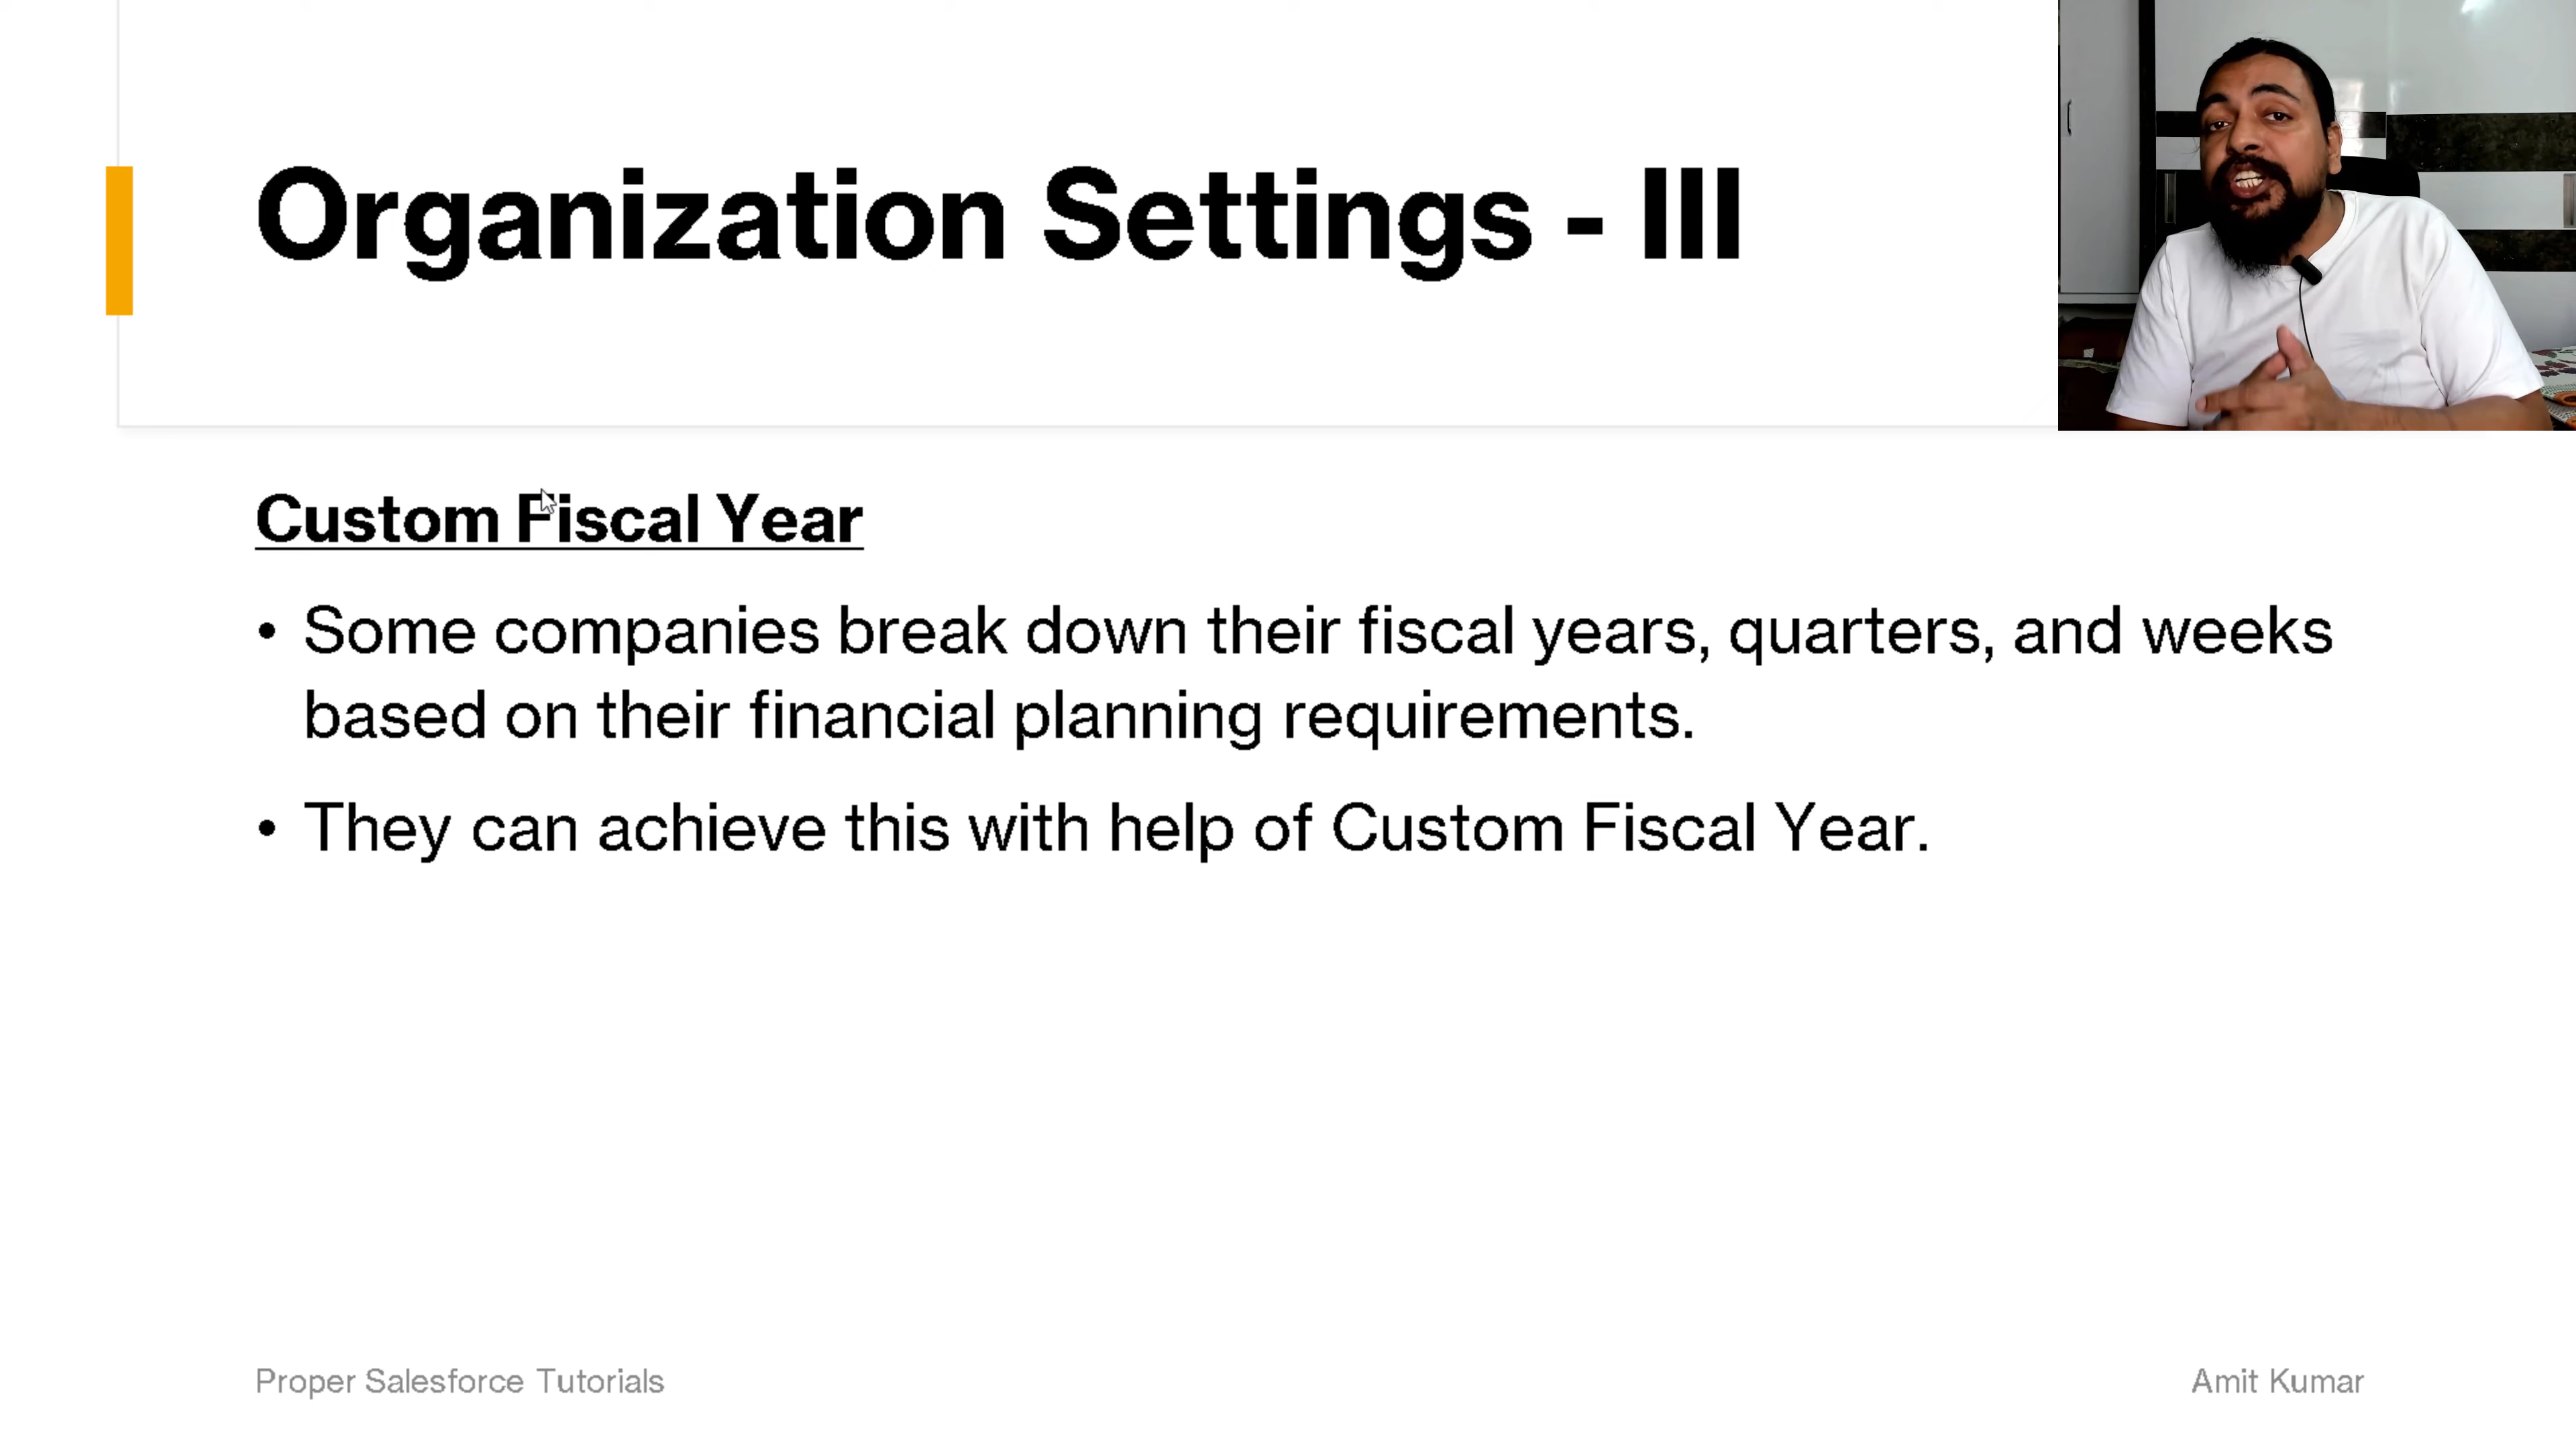 Organization Settings - III
Custom Fiscal Year
• Some companies break down their fiscal years, quarters, and weeks
based on their financial planning requirements.
• They can achieve this with help of Custom Fiscal Year.
Proper Salesforce Tutorials
Amit Kumar